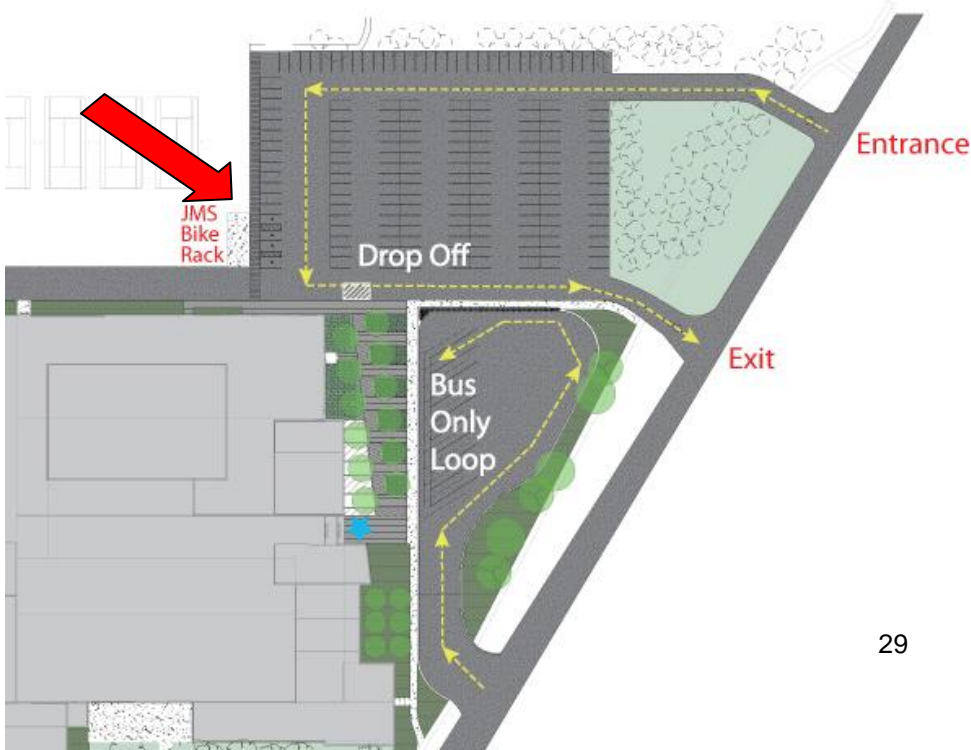 Entrance
JMS
Bike
Rack
Drop Off
Exit
Bus
Only
Loop
29